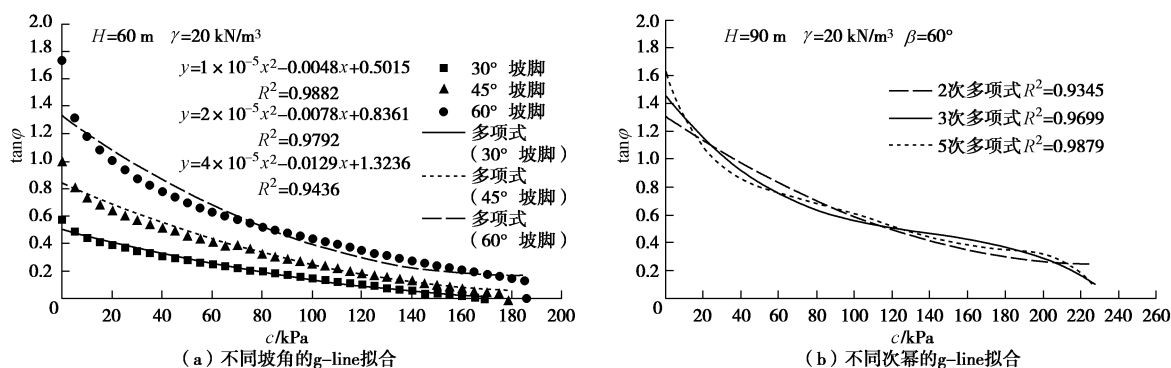 2.0
1.8
1.6
1.4
1.2
1.0
0.8
0.6
0.4
0.2
0
tanφ
H=60 m γ=20 kN/m³
y=1×10⁻⁵x²−0.0048x+0.5015
R²=0.9882
y=2×10⁻⁵x²−0.0078x+0.8361
R²=0.9792
y=4×10⁻⁵x²−0.0129x+1.3236
R²=0.9436
30° 坡脚
45° 坡脚
60° 坡脚
多项式
(30° 坡脚)
多项式
(45° 坡脚)
多项式
(60° 坡脚)
20 40 60 80 100 120 140 160 180 200
c/kPa
(a) 不同坡角的g-line拟合
2.0
1.8
1.6
1.4
1.2
1.0
0.8
0.6
0.4
0.2
0
tanφ
H=90 m γ=20 kN/m³ β=60°
2次多项式R²=0.9345
3次多项式R²=0.9699
5次多项式R²=0.9879
20 40 60 80 100 120 140 160 180 200 220 240 260
c/kPa
(b) 不同次幂的g-line拟合